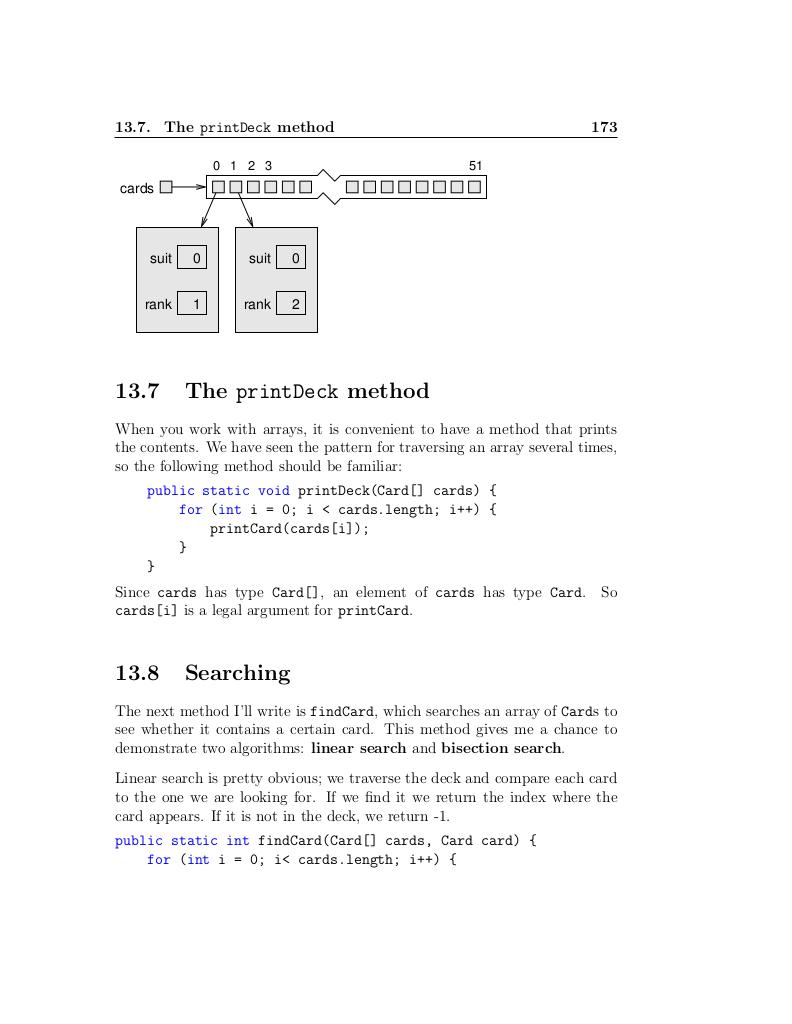 13.7. The printDeck method 173
0 1 2 3 51
cards
suit 0 suit 0
rank 1 rank 2
13.7 The printDeck method
When you work with arrays, it is convenient to have a method that prints
the contents. We have seen the pattern for traversing an array several times,
so the following method should be familiar:
public static void printDeck(Card[] cards) {
for (int i = 0; i < cards.length; i++) {
printCard(cards[i]);
}
}
Since cards has type Card[], an element of cards has type Card. So
cards[i] is a legal argument for printCard.
13.8 Searching
The next method I'll write is findCard, which searches an array of Cards to
see whether it contains a certain card. This method gives me a chance to
demonstrate two algorithms: linear search and bisection search.
Linear search is pretty obvious; we traverse the deck and compare each card
to the one we are looking for. If we find it we return the index where the
card appears. If it is not in the deck, we return -1.
public static int findCard(Card[] cards, Card card) {
for (int i = 0; i< cards.length; i++) {